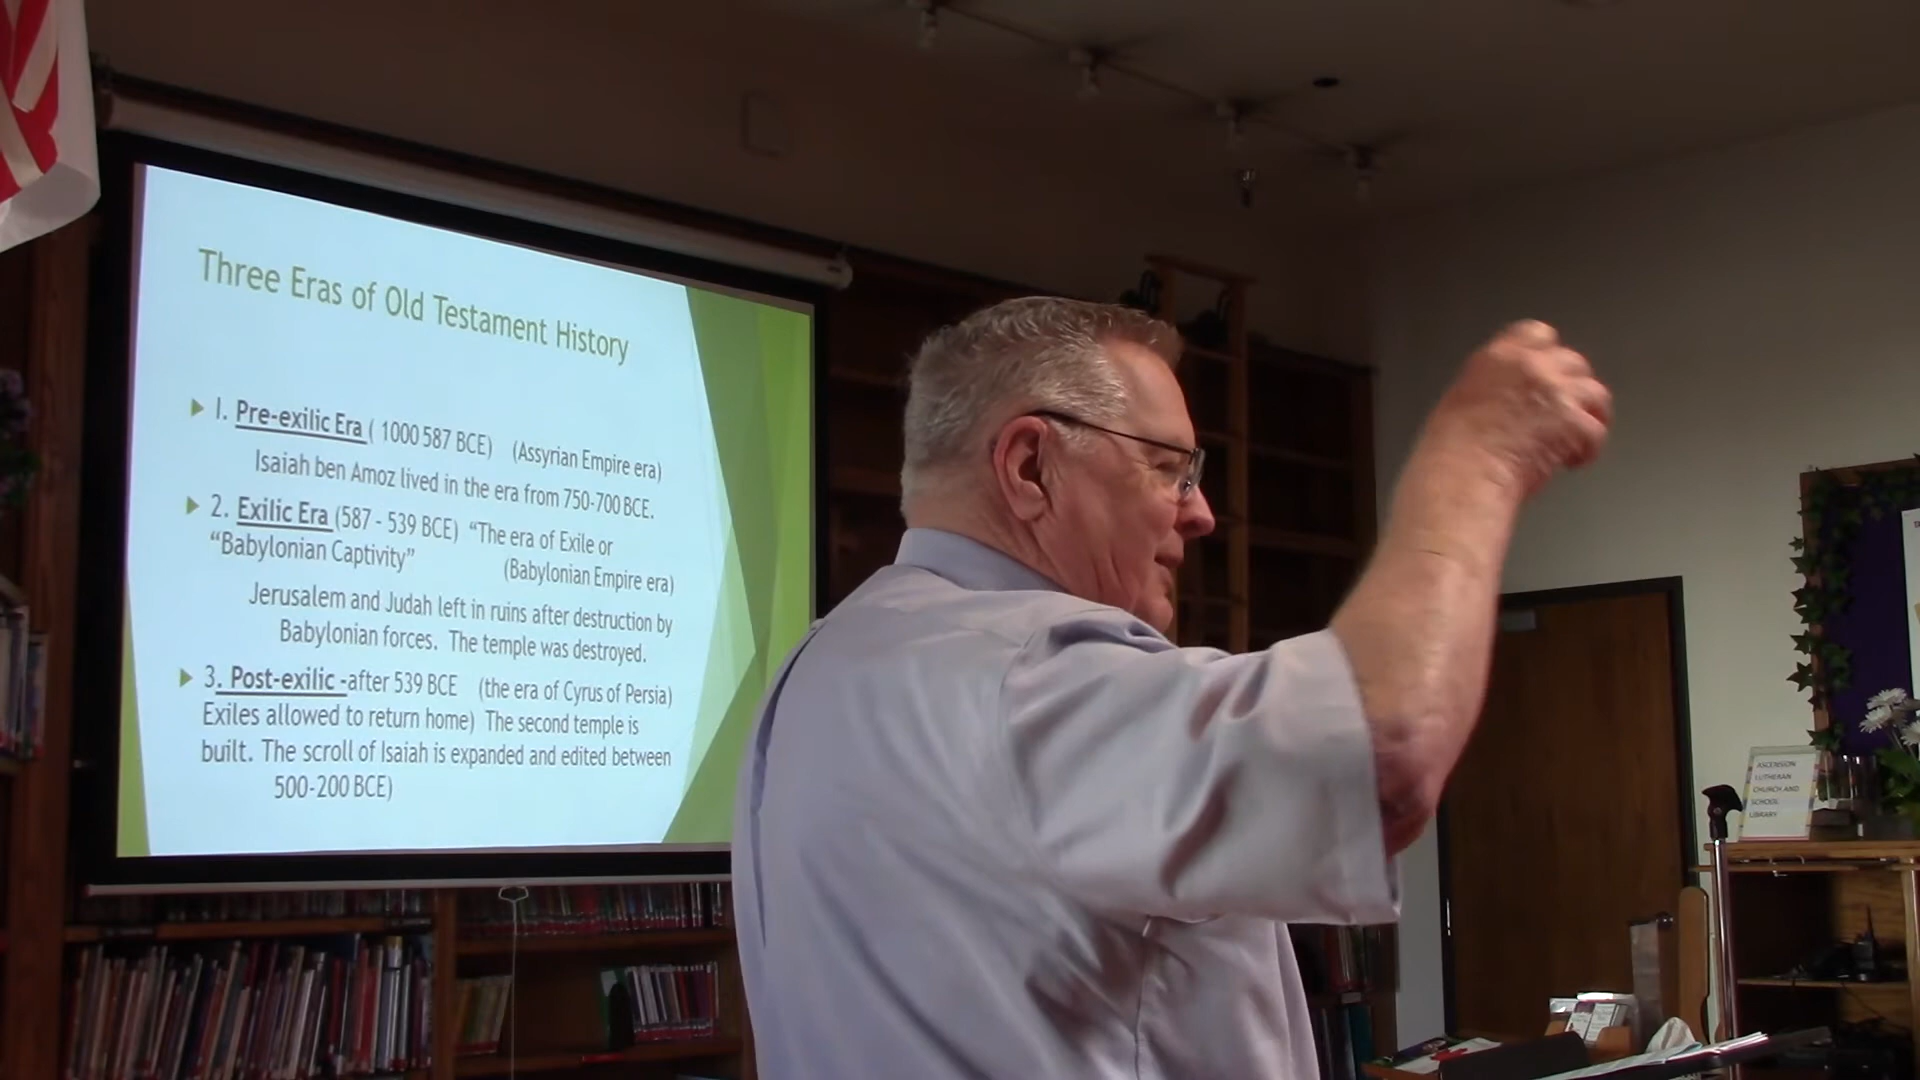 Three Eras of Old Testament History
1. Pre-exilic Era ( 1000 587 BCE) (Assyrian Empire era)
Isaiah ben Amoz lived in the era from 750-700 BCE.
2. Exilic Era (587 - 539 BCE) “The era of Exile or
“Babylonian Captivity” (Babylonian Empire era)
Jerusalem and Judah left in ruins after destruction by
Babylonian forces. The temple was destroyed.
3. Post-exilic -after 539 BCE (the era of Cyrus of Persia)
Exiles allowed to return home) The second temple is
built. The scroll of Isaiah is expanded and edited between
500-200 BCE)
ASCENSION
LUTHERAN
CHURCH AND
SCHOOL
LIBRARY